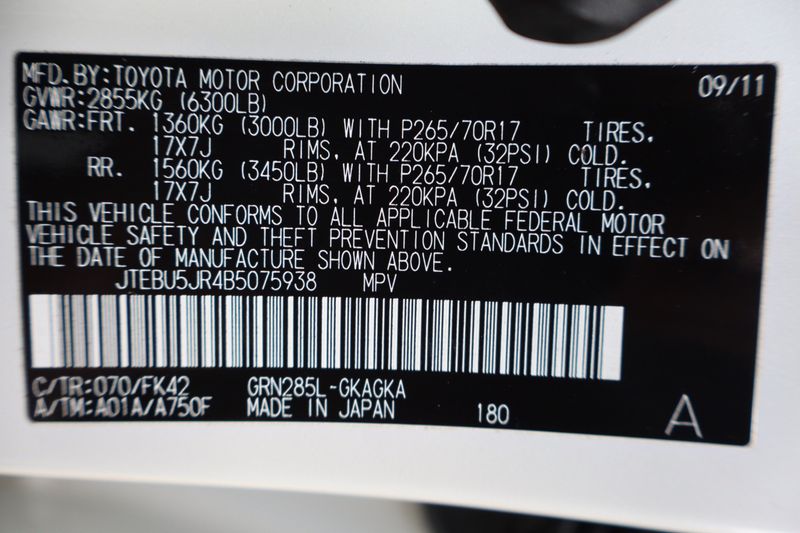 MFD. BY: TOYOTA MOTOR CORPORATION 09/11
GVWR: 2855KG (6300LB)
GAWR: FRT. 1360KG (3000LB) WITH P265/70R17 TIRES,
17X7J RIMS, AT 220KPA (32PSI) COLD.
RR. 1560KG (3450LB) WITH P265/70R17 TIRES,
17X7J RIMS, AT 220KPA (32PSI) COLD.
THIS VEHICLE CONFORMS TO ALL APPLICABLE FEDERAL MOTOR
VEHICLE SAFETY AND THEFT PREVENTION STANDARDS IN EFFECT ON
THE DATE OF MANUFACTURE SHOWN ABOVE.
JTEBU5JR4B5075938 MPV
C/TR: 070/FK42 GRN285L-GKAGKA
A/TM: A01A/A750F MADE IN JAPAN 180 A